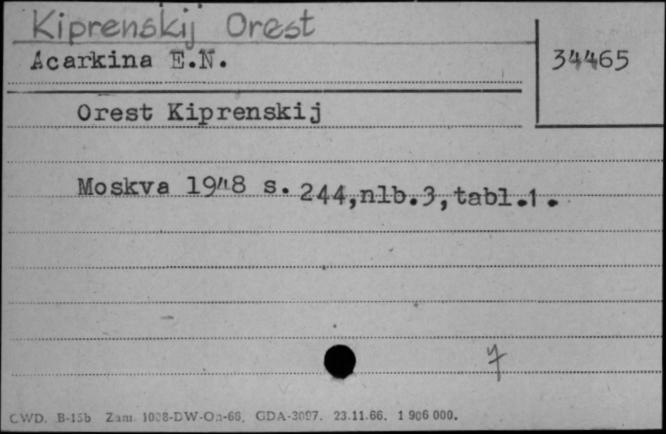 Kiprenskij Orest
Acarkina E.N.
34465
Orest Kiprenskij
Moskva 1948 s. 244,nlb.3,tabl.1.
7
CWD. B-15b Zam. 1038-DW-On-66. GDA-3097. 23.11.66. 1 906 000.